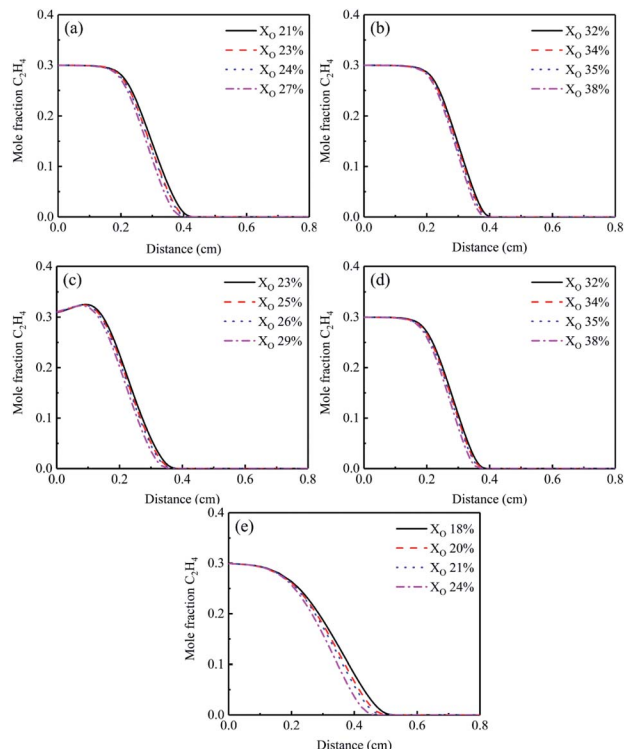 (a)
X_O 21%
X_O 23%
X_O 24%
X_O 27%
Mole fraction C₂H₄
0.4
0.3
0.2
0.1
0.0
0.0 0.2 0.4 0.6 0.8
Distance (cm)
(b)
X_O 32%
X_O 34%
X_O 35%
X_O 38%
Mole fraction C₂H₄
0.3
0.2
0.1
0.0
0.0 0.2 0.4 0.6 0.8
Distance (cm)
(c)
X_O 23%
X_O 25%
X_O 26%
X_O 29%
Mole fraction C₂H₄
0.4
0.3
0.2
0.1
0.0
0.0 0.2 0.4 0.6 0.8
Distance (cm)
(d)
X_O 32%
X_O 34%
X_O 35%
X_O 38%
Mole fraction C₂H₄
0.4
0.3
0.2
0.1
0.0
0.0 0.2 0.4 0.6 0.8
Distance (cm)
(e)
X_O 18%
X_O 20%
X_O 21%
X_O 24%
Mole fraction C₂H₄
0.4
0.3
0.2
0.1
0.0
0.0 0.2 0.4 0.6 0.8
Distance (cm)